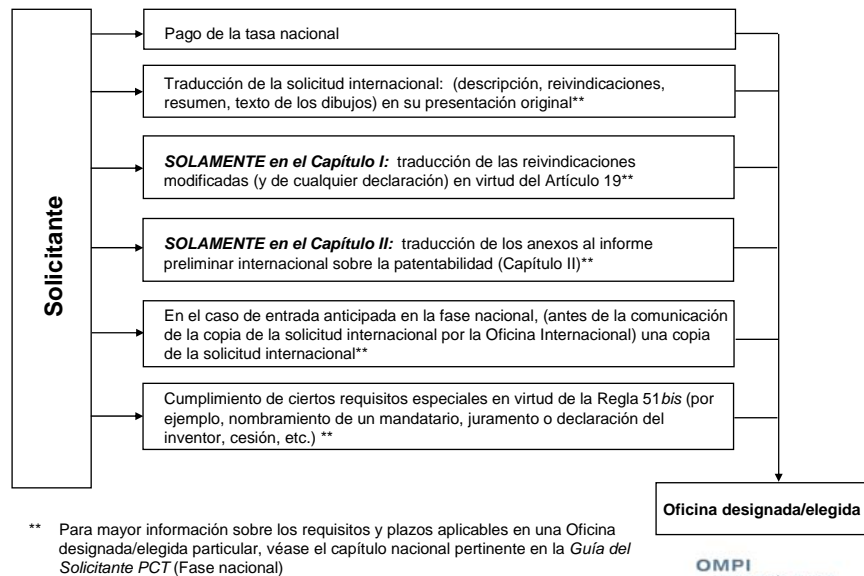 Solicitante
Pago de la tasa nacional
Traducción de la solicitud internacional: (descripción, reivindicaciones,
resumen, texto de los dibujos) en su presentación original**
SOLAMENTE en el Capítulo I: traducción de las reivindicaciones
modificadas (y de cualquier declaración) en virtud del Artículo 19**
SOLAMENTE en el Capítulo II: traducción de los anexos al informe
preliminar internacional sobre la patentabilidad (Capítulo II)**
En el caso de entrada anticipada en la fase nacional, (antes de la comunicación
de la copia de la solicitud internacional por la Oficina Internacional) una copia
de la solicitud internacional**
Cumplimiento de ciertos requisitos especiales en virtud de la Regla 51bis (por
ejemplo, nombramiento de un mandatario, juramento o declaración del
inventor, cesión, etc.) **
Oficina designada/elegida
** Para mayor información sobre los requisitos y plazos aplicables en una Oficina
designada/elegida particular, véase el capítulo nacional pertinente en la Guía del
Solicitante PCT (Fase nacional)
OMPI